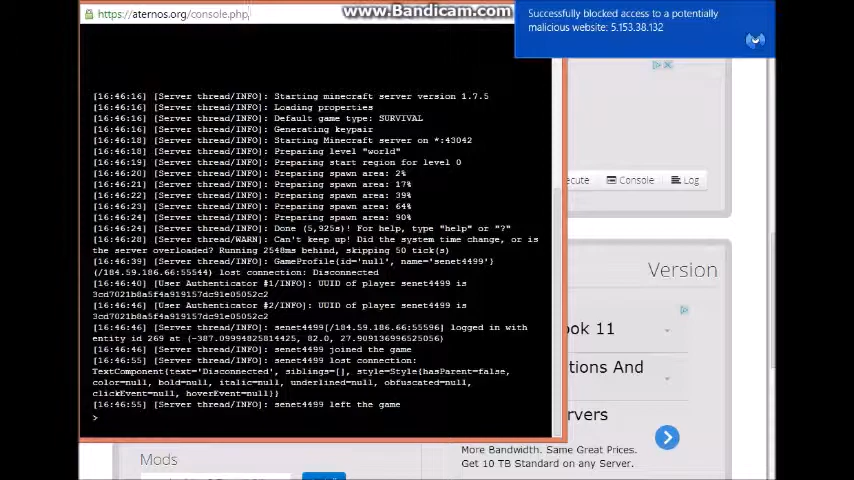 https://aternos.org/console.php
www.Bandicam.com
Successfully blocked access to a potentially
malicious website: 5.153.38.132
[16:46:16] [Server thread/INFO]: Starting minecraft server version 1.7.5
[16:46:16] [Server thread/INFO]: Loading properties
[16:46:16] [Server thread/INFO]: Default game type: SURVIVAL
[16:46:16] [Server thread/INFO]: Generating keypair
[16:46:18] [Server thread/INFO]: Starting Minecraft server on *:43042
[16:46:18] [Server thread/INFO]: Preparing level "world"
[16:46:19] [Server thread/INFO]: Preparing start region for level 0
[16:46:20] [Server thread/INFO]: Preparing spawn area: 2%
[16:46:21] [Server thread/INFO]: Preparing spawn area: 17%
[16:46:22] [Server thread/INFO]: Preparing spawn area: 39%
[16:46:23] [Server thread/INFO]: Preparing spawn area: 64%
[16:46:24] [Server thread/INFO]: Preparing spawn area: 90%
[16:46:24] [Server thread/INFO]: Done (5,925s)! For help, type "help" or "?"
[16:46:28] [Server thread/WARN]: Can't keep up! Did the system time change, or is
the server overloaded? Running 2548ms behind, skipping 50 tick(s)
[16:46:39] [Server thread/INFO]: GameProfile{id='null', name='senet4499'}
(/184.59.186.66:55544) lost connection: Disconnected
[16:46:40] [User Authenticator #1/INFO]: UUID of player senet4499 is
3cd7021b8a5f4a919157dc91e05052c2
[16:46:46] [User Authenticator #2/INFO]: UUID of player senet4499 is
3cd7021b8a5f4a919157dc91e05052c2
[16:46:46] [Server thread/INFO]: senet4499[/184.59.186.66:55596] logged in with
entity id 269 at (-387.09994825814425, 82.0, 27.909136996525056)
[16:46:46] [Server thread/INFO]: senet4499 joined the game
[16:46:55] [Server thread/INFO]: senet4499 lost connection:
TextComponent{text='Disconnected', siblings=[], style=Style{hasParent=false,
color=null, bold=null, italic=null, underlined=null, obfuscated=null,
clickEvent=null, hoverEvent=null}}
[16:46:55] [Server thread/INFO]: senet4499 left the game
>
ecute
Console
Log
Version
ook 11
tions And
rvers
More Bandwidth. Same Great Prices.
Get 10 TB Standard on any Server.
Mods